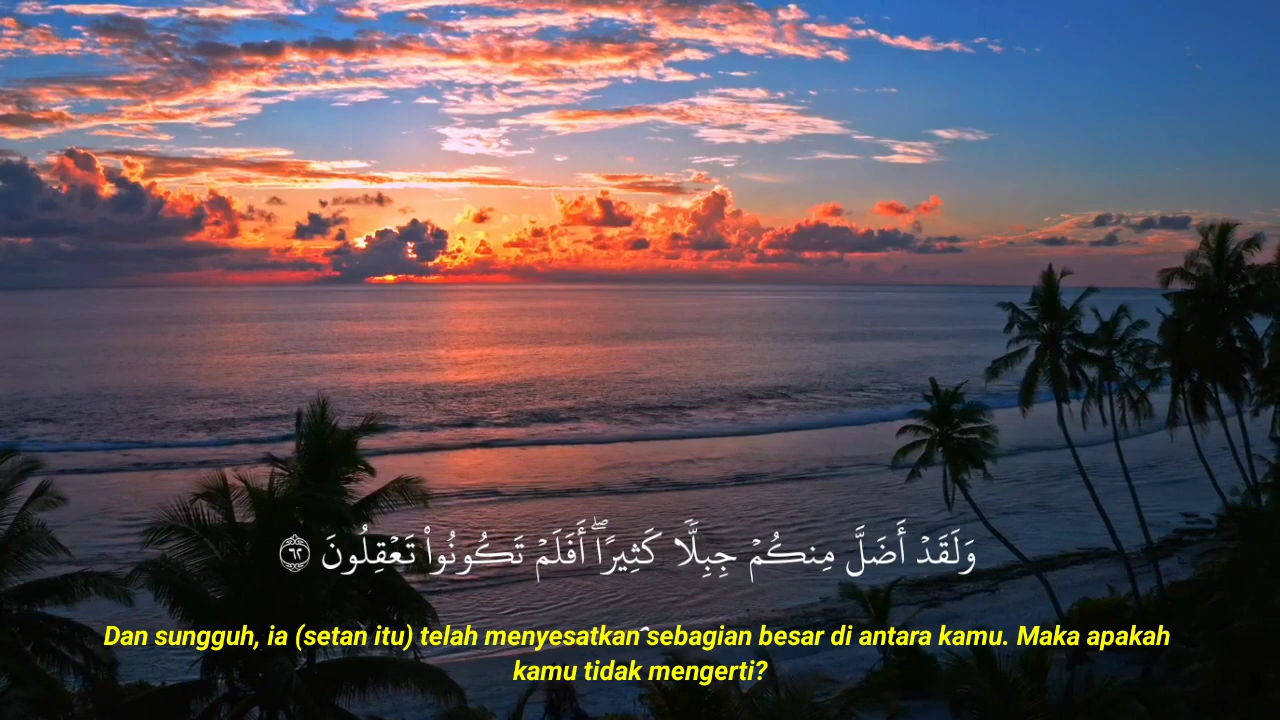 وَلَقَدْ أَضَلَّ مِنكُمْ جِبِلًّا كَثِيرًا ۖ أَفَلَمْ تَكُونُوا۟ تَعْقِلُونَ ٦٢
Dan sungguh, ia (setan itu) telah menyesatkan sebagian besar di antara kamu. Maka apakah
kamu tidak mengerti?